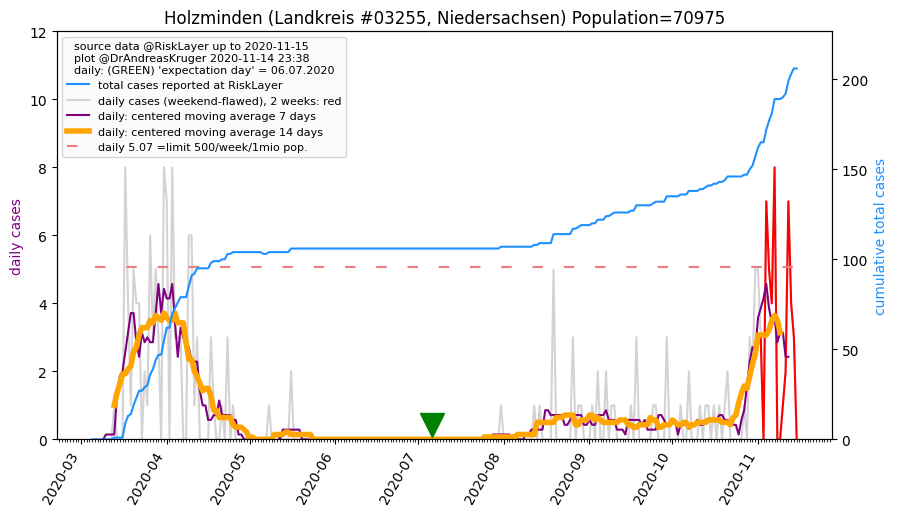 Holzminden (Landkreis #03255, Niedersachsen) Population=70975
source data @RiskLayer up to 2020-11-15
plot @DrAndreasKruger 2020-11-14 23:38
daily: (GREEN) 'expectation day' = 06.07.2020
total cases reported at RiskLayer
daily cases (weekend-flawed), 2 weeks: red
daily: centered moving average 7 days
daily: centered moving average 14 days
daily 5.07 =limit 500/week/1mio pop.
daily cases
12
10
8
6
4
2
0
cumulative total cases
200
150
100
50
0
2020-03
2020-04
2020-05
2020-06
2020-07
2020-08
2020-09
2020-10
2020-11